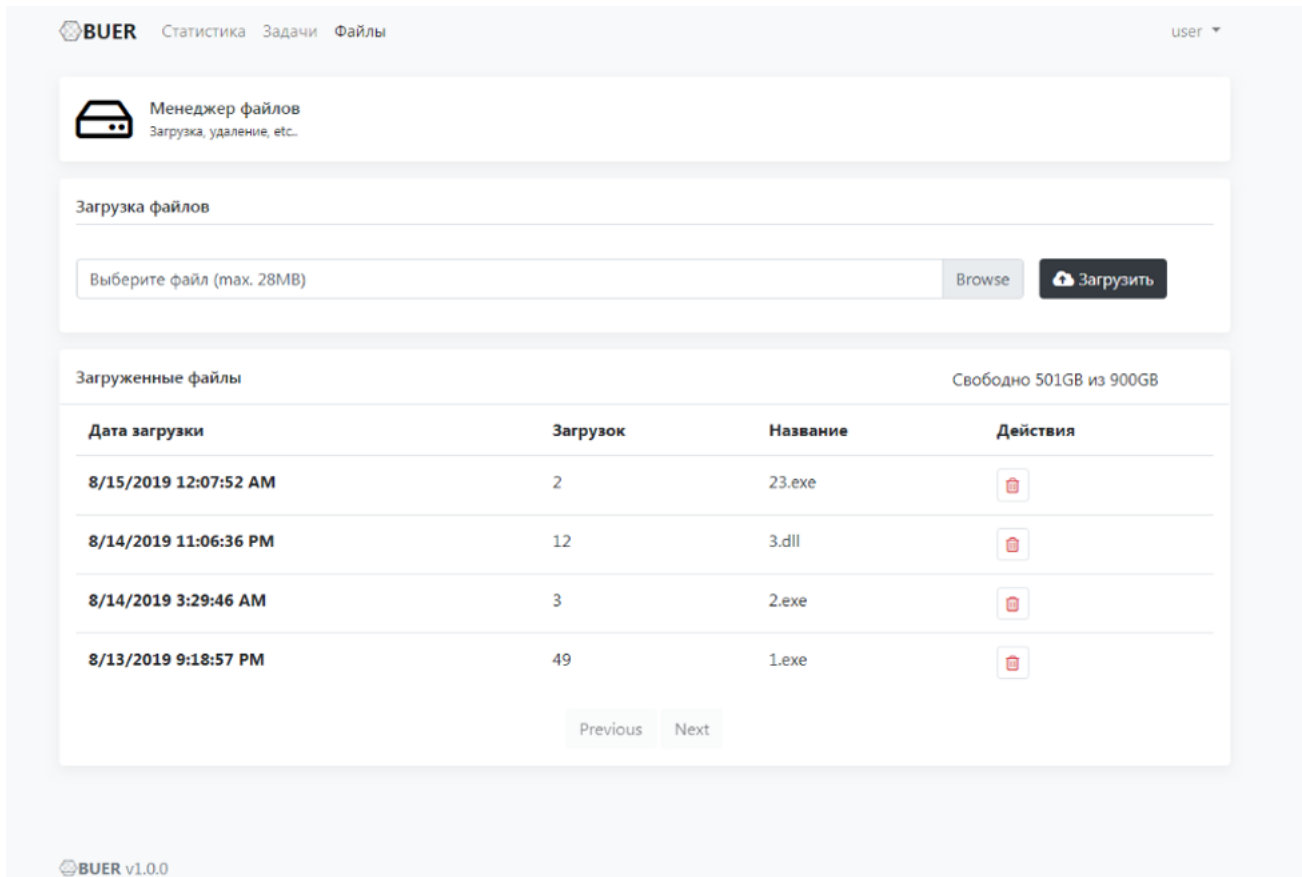 BUER Статистика Задачи Файлы user
Менеджер файлов
Загрузка, удаление, etc..
Загрузка файлов
Выберите файл (max. 28MB) Browse Загрузить
Загруженные файлы Свободно 501GB из 900GB
Дата загрузки Загрузок Название Действия
8/15/2019 12:07:52 AM 2 23.exe
8/14/2019 11:06:36 PM 12 3.dll
8/14/2019 3:29:46 AM 3 2.exe
8/13/2019 9:18:57 PM 49 1.exe
Previous Next
BUER v1.0.0